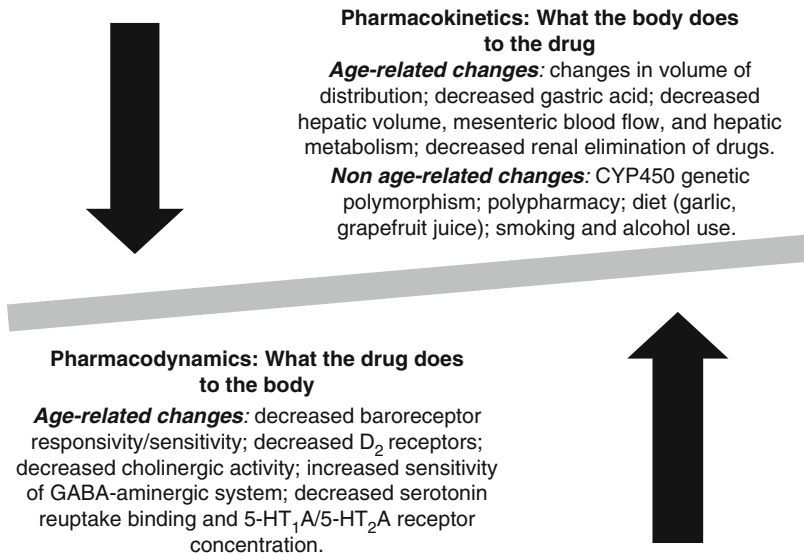 Pharmacokinetics: What the body does
to the drug
Age-related changes: changes in volume of
distribution; decreased gastric acid; decreased
hepatic volume, mesenteric blood flow, and hepatic
metabolism; decreased renal elimination of drugs.
Non age-related changes: CYP450 genetic
polymorphism; polypharmacy; diet (garlic,
grapefruit juice); smoking and alcohol use.
Pharmacodynamics: What the drug does
to the body
Age-related changes: decreased baroreceptor
responsivity/sensitivity; decreased D₂ receptors;
decreased cholinergic activity; increased sensitivity
of GABA-aminergic system; decreased serotonin
reuptake binding and 5-HT₁A/5-HT₂A receptor
concentration.